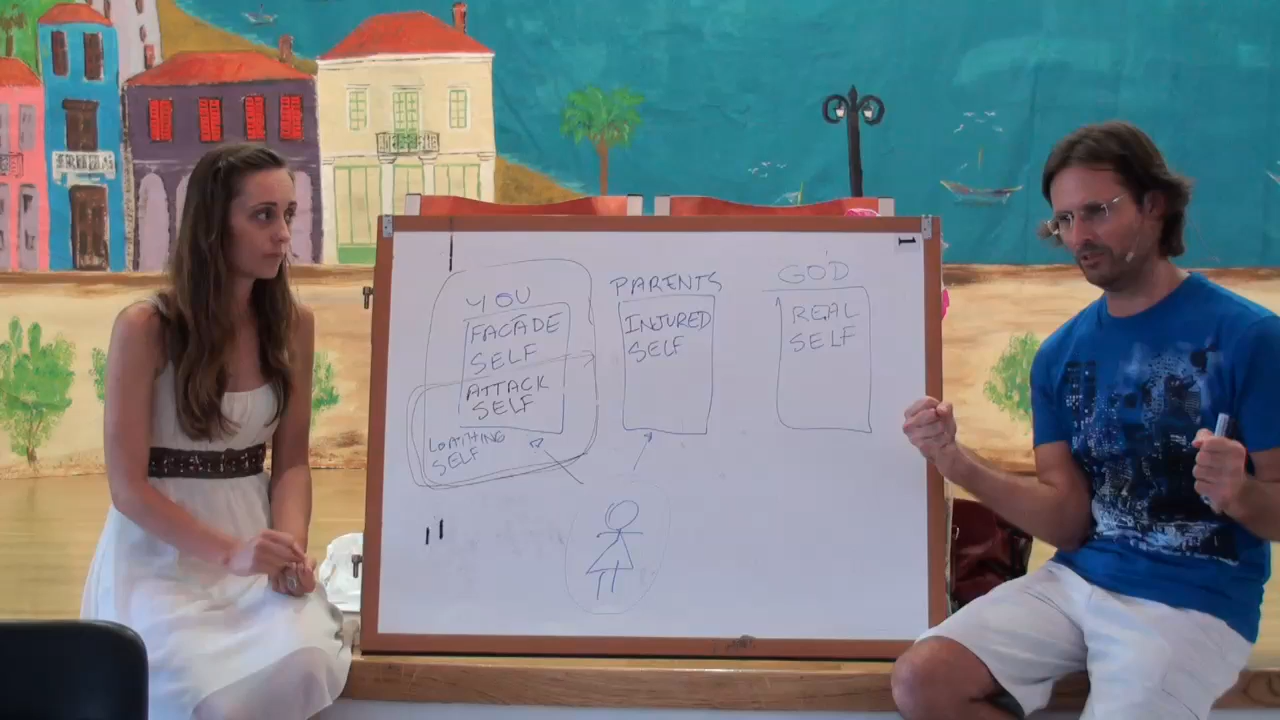 YOU
FACADE
SELF
ATTACK
SELF
LOATHING
SELF
PARENTS
INJURED
SELF
GOD
REAL
SELF
1